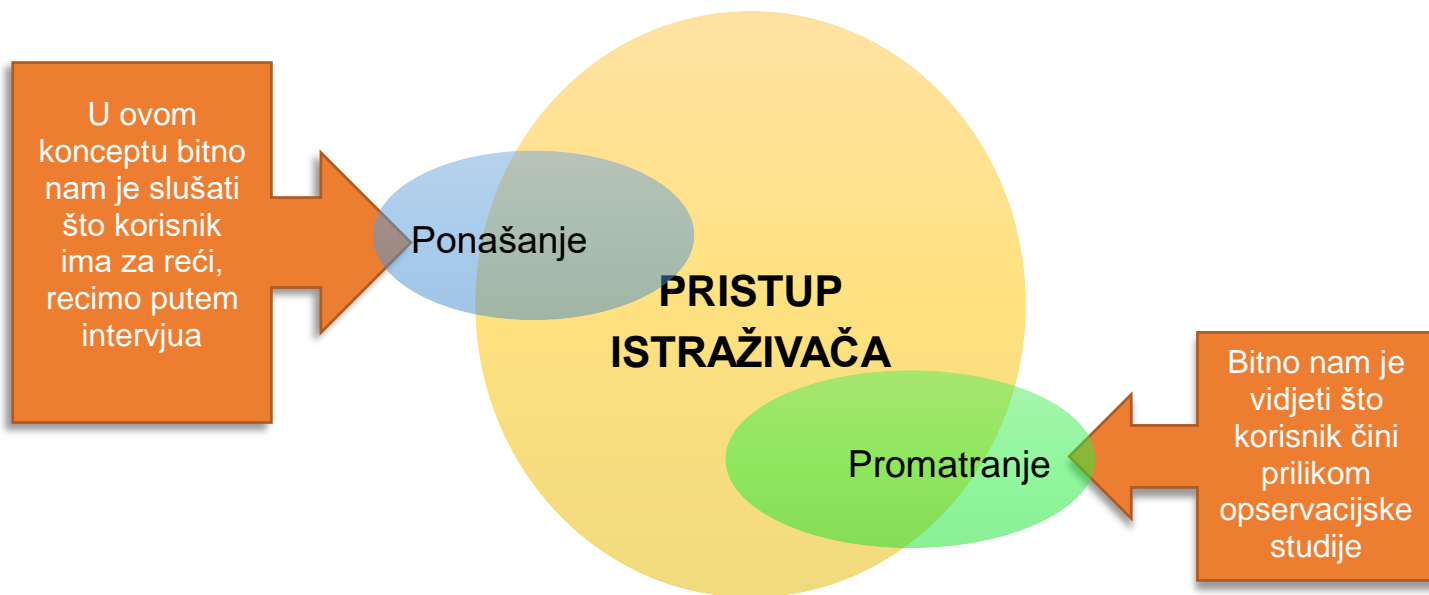 U ovom
konceptu bitno
nam je slušati
što korisnik
ima za reći,
recimo putem
intervjua
Ponašanje
PRISTUP
ISTRAŽIVAČA
Promatranje
Bitno nam je
vidjeti što
korisnik čini
prilikom
opservacijske
studije